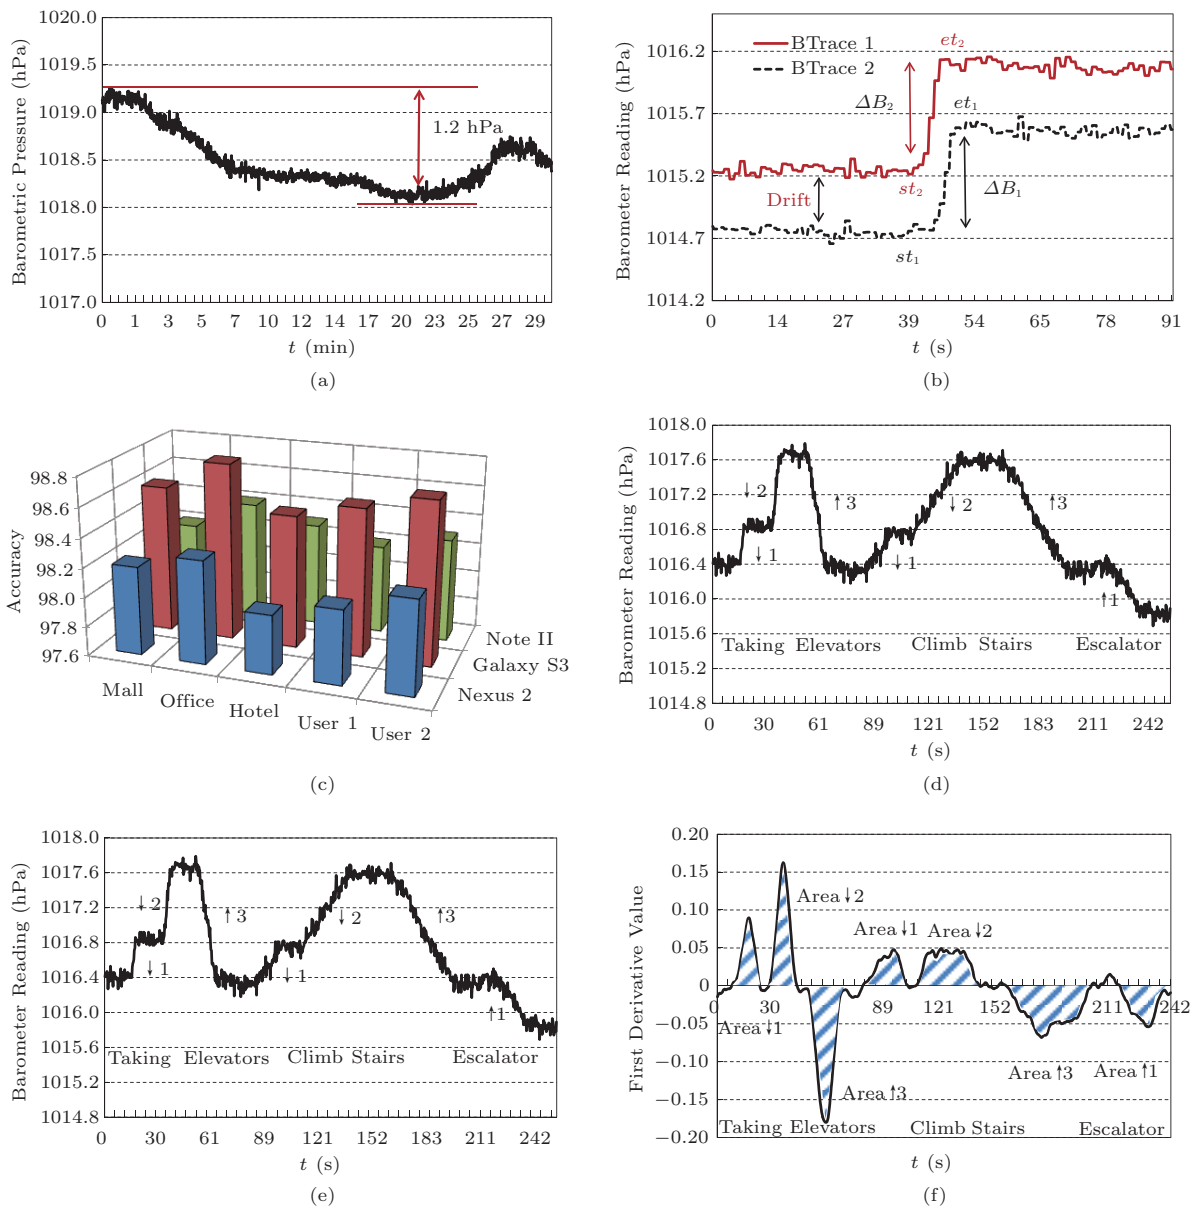 1020.0
1019.5
1019.0
1018.5
1018.0
1017.5
1017.0
Barometric Pressure (hPa)
1.2 hPa
0 1 3 5 7 10 12 14 17 20 23 25 27 29
t (min)
(a)
1016.2
1015.7
1015.2
1014.7
1014.2
Barometer Reading (hPa)
BTrace 1
BTrace 2
et₂
ΔB₂
et₁
st₂
Drift
ΔB₁
st₁
0 14 27 39 54 65 78 91
t (s)
(b)
98.8
98.6
98.4
98.2
98.0
97.8
97.6
Accuracy
Mall
Office
Hotel
User 1
User 2
Note II
Galaxy S3
Nexus 2
(c)
1018.0
1017.6
1017.2
1016.8
1016.4
1016.0
1015.6
1015.2
1014.8
Barometer Reading (hPa)
↓2
↑3
↓2
↑3
↓1
↓1
↑1
Taking Elevators Climb Stairs Escalator
0 30 61 89 121 152 183 211 242
t (s)
(d)
1018.0
1017.6
1017.2
1016.8
1016.4
1016.0
1015.6
1015.2
1014.8
Barometer Reading (hPa)
↓2
↑3
↓2
↑3
↓1
↓1
↑1
Taking Elevators Climb Stairs Escalator
0 30 61 89 121 152 183 211 242
t (s)
(e)
0.20
0.15
0.10
0.05
0
−0.05
−0.10
−0.15
−0.20
First Derivative Value
Area↓2
Area↓1 Area↓2
0 30 61 89 121 152 183 211 242
Area↓1
Area↑3 Area↑1
Area↑3
Taking Elevators Climb Stairs Escalator
t (s)
(f)